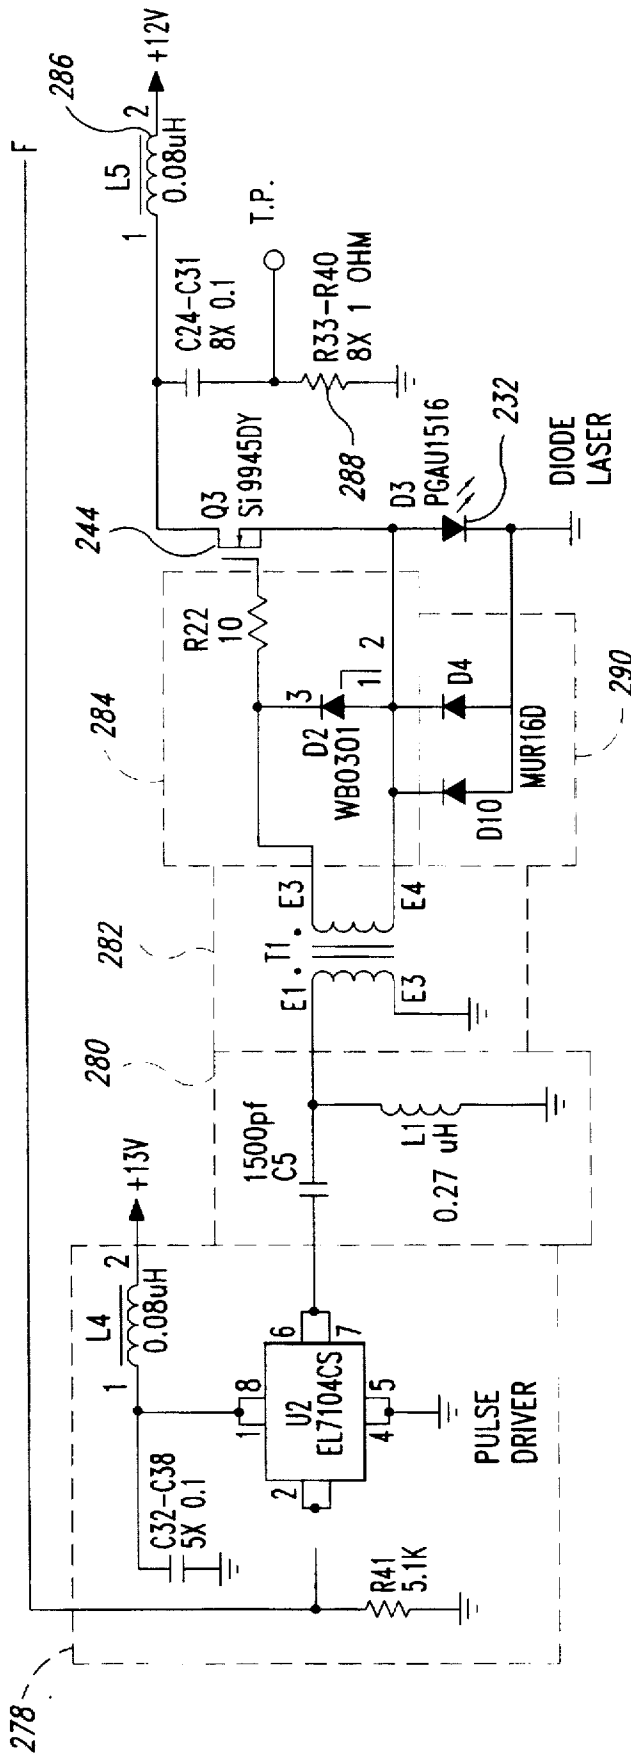 278
C32-C38
5X 0.1
R41
5.1K
L4
1
2
0.08uH
+13V
1
8
2
U2
EL7104CS
6
7
4
5
PULSE
DRIVER
280
1500pf
C5
L1
0.27 uH
282
E1
T1
E3
E3
E4
284
R22
10
D2
WB0301
3
1
2
D10
D4
MUR16D
290
244
Q3
Si9945DY
D3
PGAU1516
232
DIODE
LASER
C24-C31
8X 0.1
288
R33-R40
8X 1 OHM
T.P.
L5
1
2
0.08uH
286
+12V
F